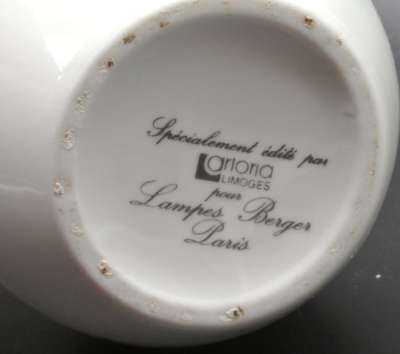 Spécialement édité par
artoria
LIMOGES
pour
Lampes Berger
Paris